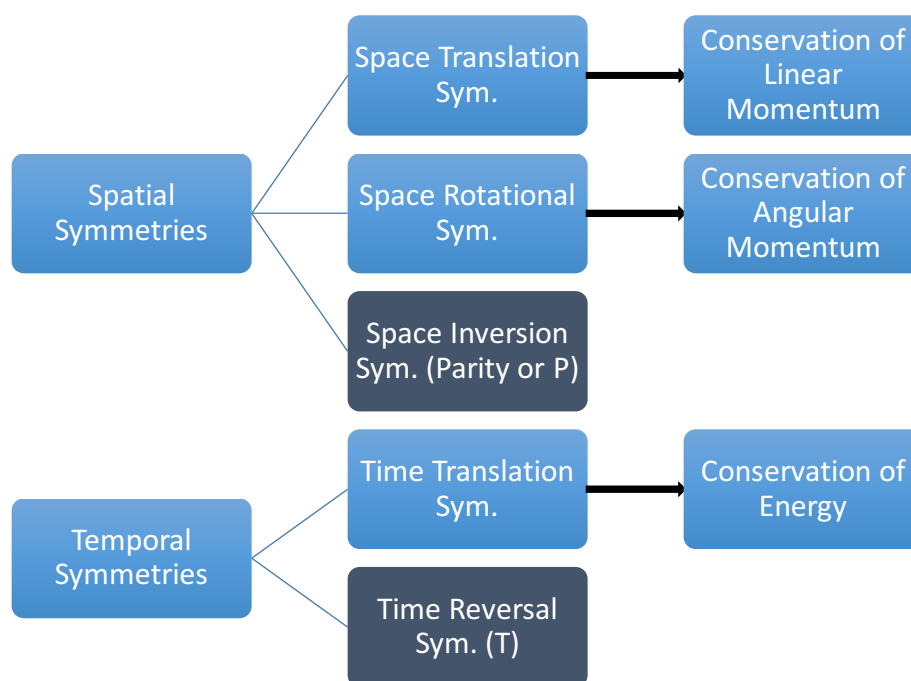 Spatial
Symmetries
Space Translation
Sym.
Conservation of
Linear
Momentum
Space Rotational
Sym.
Conservation of
Angular
Momentum
Space Inversion
Sym. (Parity or P)
Temporal
Symmetries
Time Translation
Sym.
Conservation of
Energy
Time Reversal
Sym. (T)